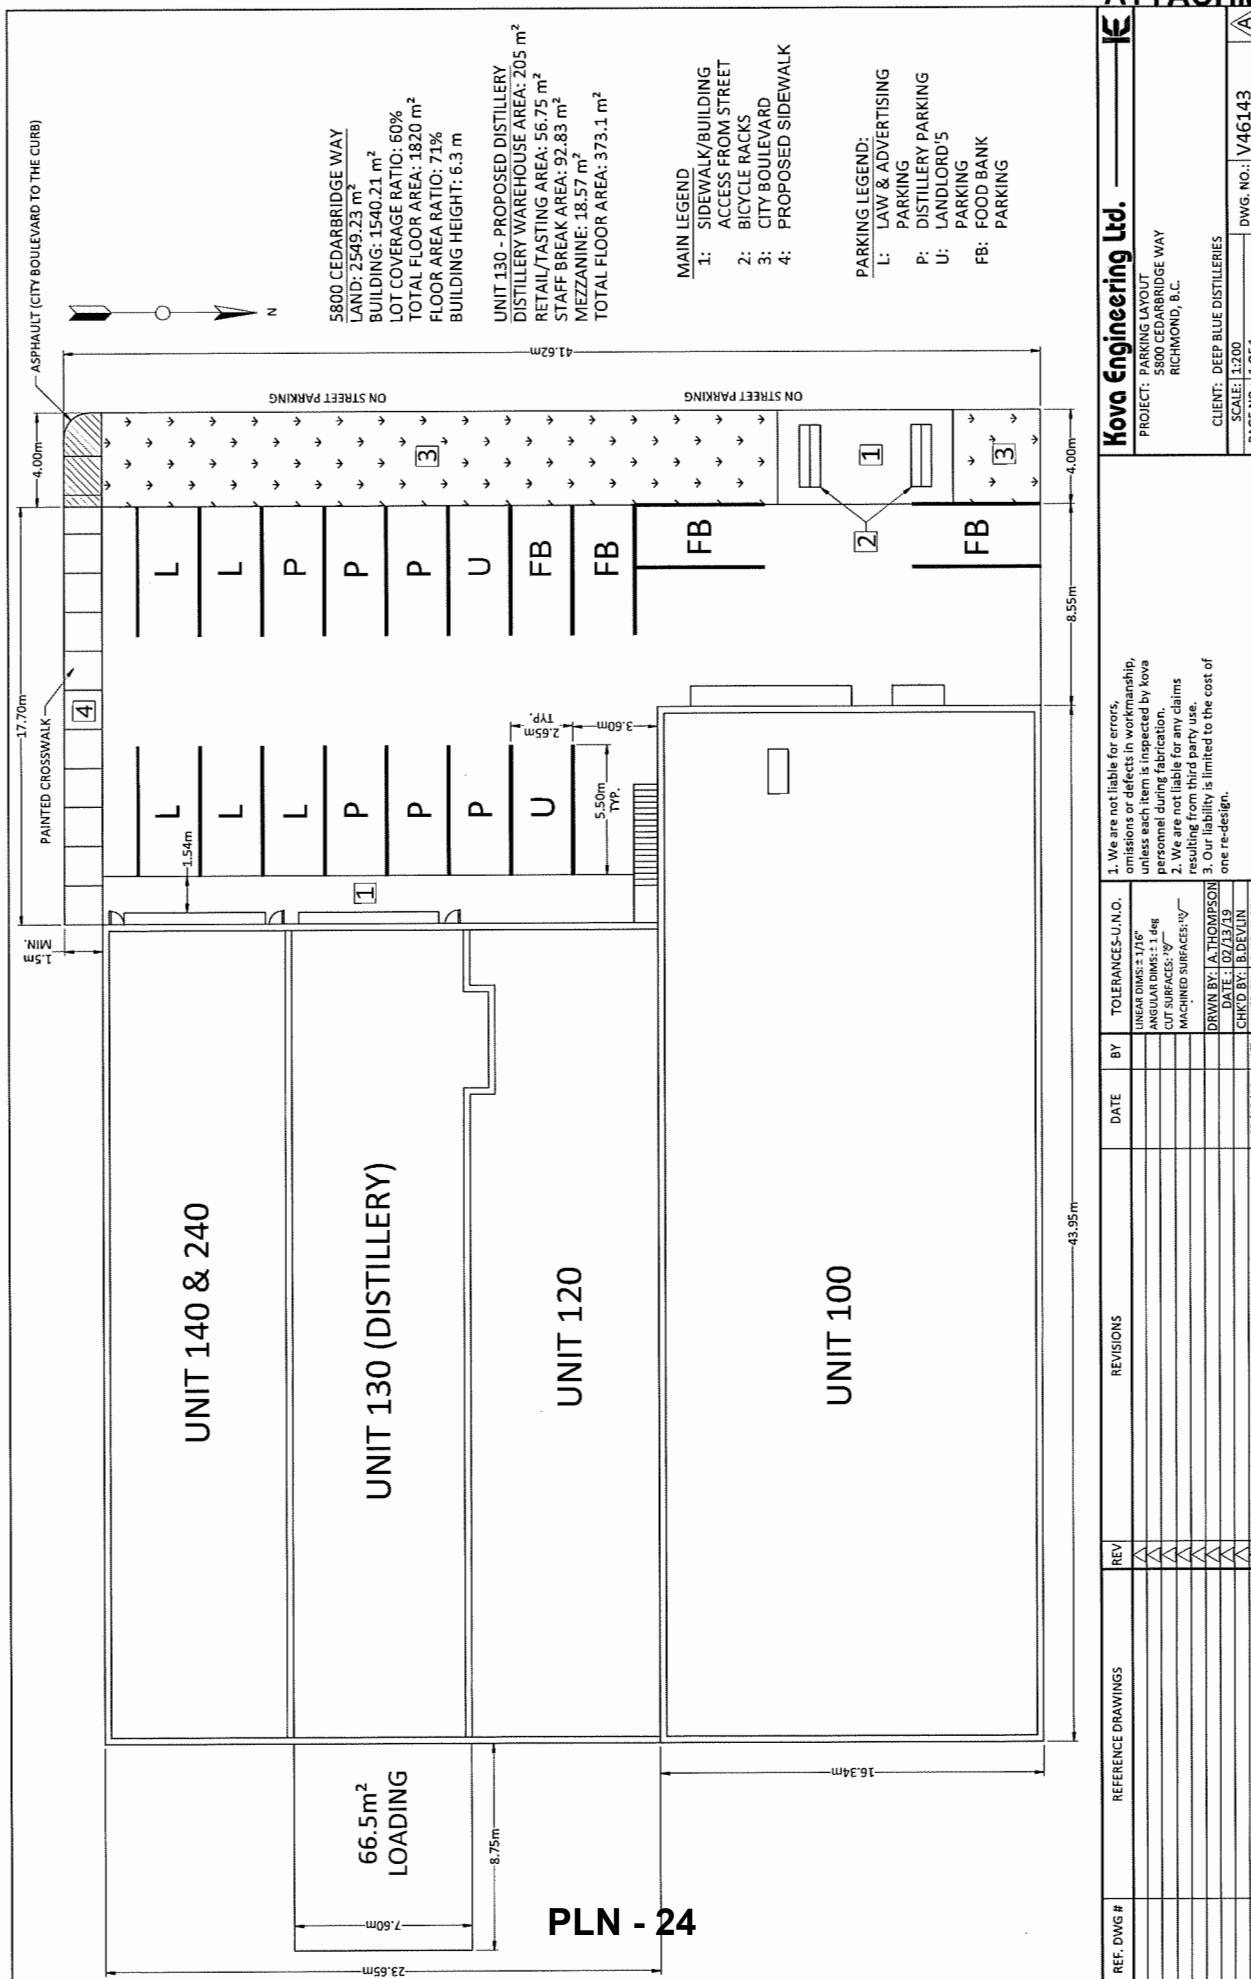 ASPHAULT (CITY BOULEVARD TO THE CURB)
4.00m
17.70m
PAINTED CROSSWALK
4
1.5m
MIN.
N
41.62m
ON STREET PARKING
ON STREET PARKING
5800 CEDARBRIDGE WAY
LAND: 2549.23 m²
BUILDING: 1540.21 m²
LOT COVERAGE RATIO: 60%
TOTAL FLOOR AREA: 1820 m²
FLOOR AREA RATIO: 71%
BUILDING HEIGHT: 6.3 m
UNIT 130 - PROPOSED DISTILLERY
DISTILLERY WAREHOUSE AREA: 205 m²
RETAIL/TASTING AREA: 56.75 m²
STAFF BREAK AREA: 92.83 m²
MEZZANINE: 18.57 m²
TOTAL FLOOR AREA: 373.1 m²
MAIN LEGEND
1: SIDEWALK/BUILDING
ACCESS FROM STREET
2: BICYCLE RACKS
3: CITY BOULEVARD
4: PROPOSED SIDEWALK
PARKING LEGEND:
L: LAW & ADVERTISING
PARKING
P: DISTILLERY PARKING
U: LANDLORD'S
PARKING
FB: FOOD BANK
PARKING
3
1
3
2
L
L
P
P
P
U
FB
FB
FB
FB
L
L
L
P
P
P
U
1.54m
1
2.65m
TYP.
3.60m
5.50m
TYP.
8.55m
4.00m
UNIT 140 & 240
UNIT 130 (DISTILLERY)
UNIT 120
UNIT 100
43.95m
16.34m
66.5m²
LOADING
8.75m
7.60m
23.65m
PLN - 24
REF. DWG #
REFERENCE DRAWINGS
REV
REVISIONS
DATE
BY
TOLERANCES-U.N.O.
LINEAR DIMS: ± 1/16"
ANGULAR DIMS: ± 1 deg
CUT SURFACES:
MACHINED SURFACES:
DRWN BY: A.THOMPSON
DATE: 02/13/19
CHK'D BY: B.DEVLIN
1. We are not liable for errors,
omissions or defects in workmanship,
unless each item is inspected by kova
personnel during fabrication.
2. We are not liable for any claims
resulting from third party use.
3. Our liability is limited to the cost of
one re-design.
Kova Engineering Ltd.
PROJECT: PARKING LAYOUT
5800 CEDARBRIDGE WAY
RICHMOND, B.C.
CLIENT: DEEP BLUE DISTILLERIES
SCALE: 1:200
DWG. NO.: V46143
A